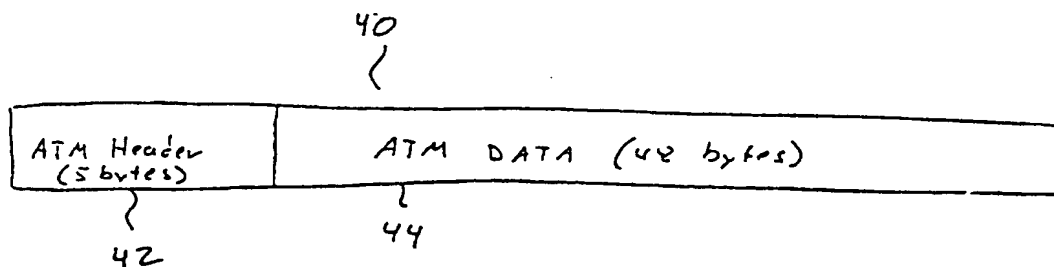 40
ATM Header
(5 bytes)
ATM DATA (48 bytes)
42
44